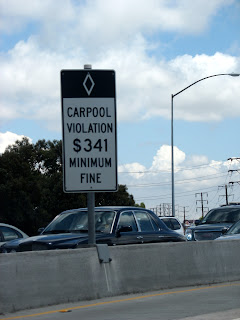 CARPOOL
VIOLATION
$341
MINIMUM
FINE